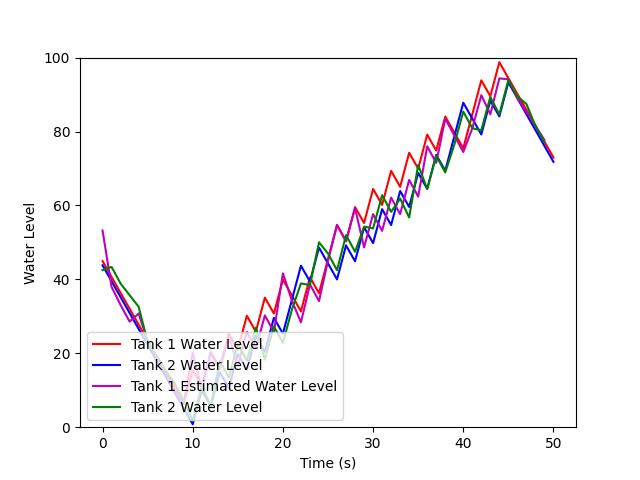 100
80
60
40
20
0
Water Level
Tank 1 Water Level
Tank 2 Water Level
Tank 1 Estimated Water Level
Tank 2 Water Level
0 10 20 30 40 50
Time (s)